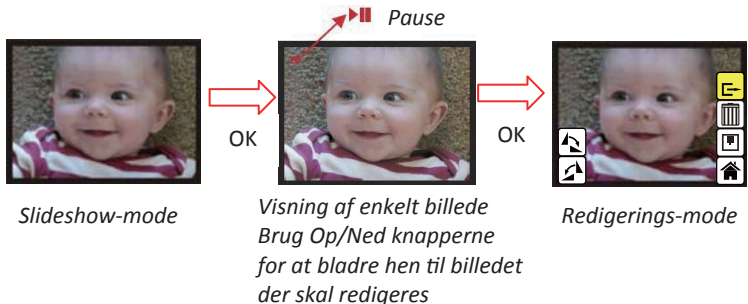 Pause
OK
OK
Slideshow-mode
Visning af enkelt billede
Brug Op/Ned knapperne
for at bladre hen til billedet
der skal redigeres
Redigerings-mode